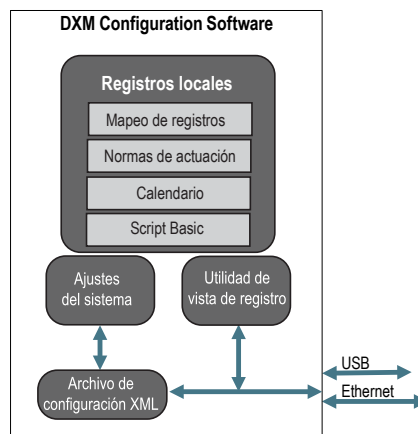 DXM Configuration Software
Registros locales
Mapeo de registros
Normas de actuación
Calendario
Script Basic
Ajustes
del sistema
Utilidad de
vista de registro
Archivo de
configuración XML
USB
Ethernet